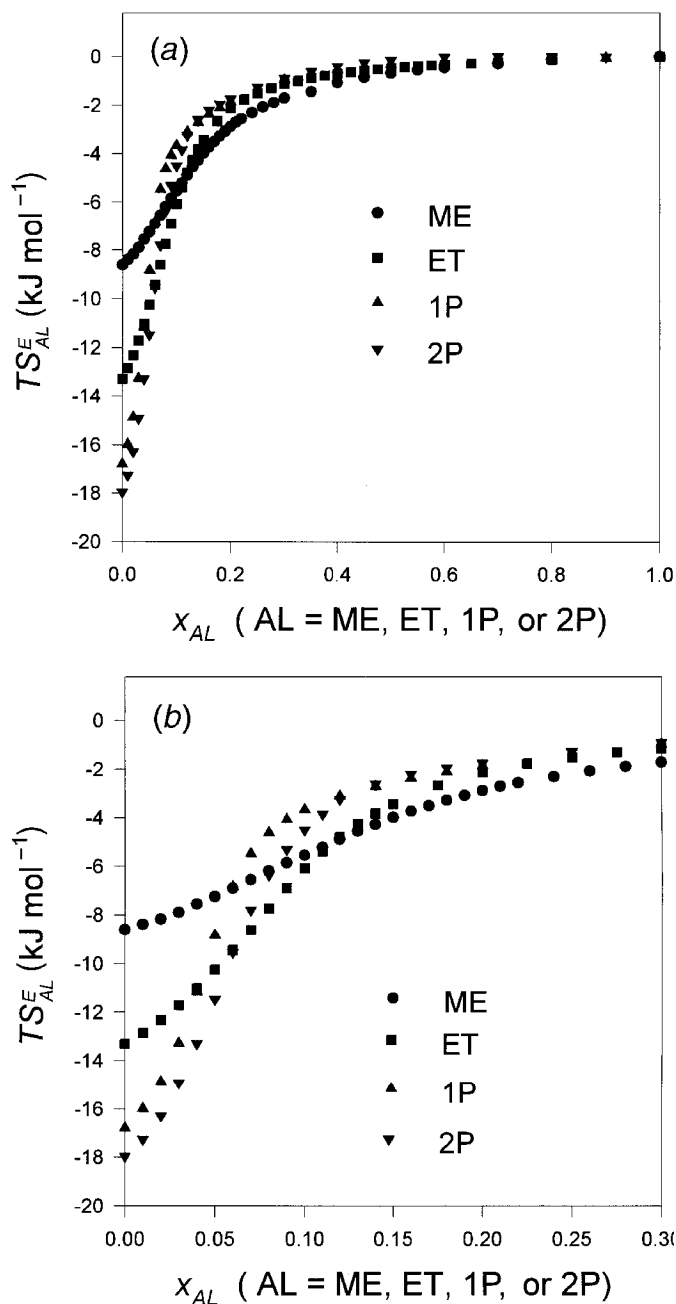 (a)
0
-2
-4
-6
-8
-10
-12
-14
-16
-18
-20
TS^E_AL (kJ mol⁻¹)
ME
ET
1P
2P
0.0 0.2 0.4 0.6 0.8 1.0
x_AL ( AL = ME, ET, 1P, or 2P)
(b)
0
-2
-4
-6
-8
-10
-12
-14
-16
-18
-20
TS^E_AL (kJ mol⁻¹)
ME
ET
1P
2P
0.00 0.05 0.10 0.15 0.20 0.25 0.30
x_AL ( AL = ME, ET, 1P, or 2P)